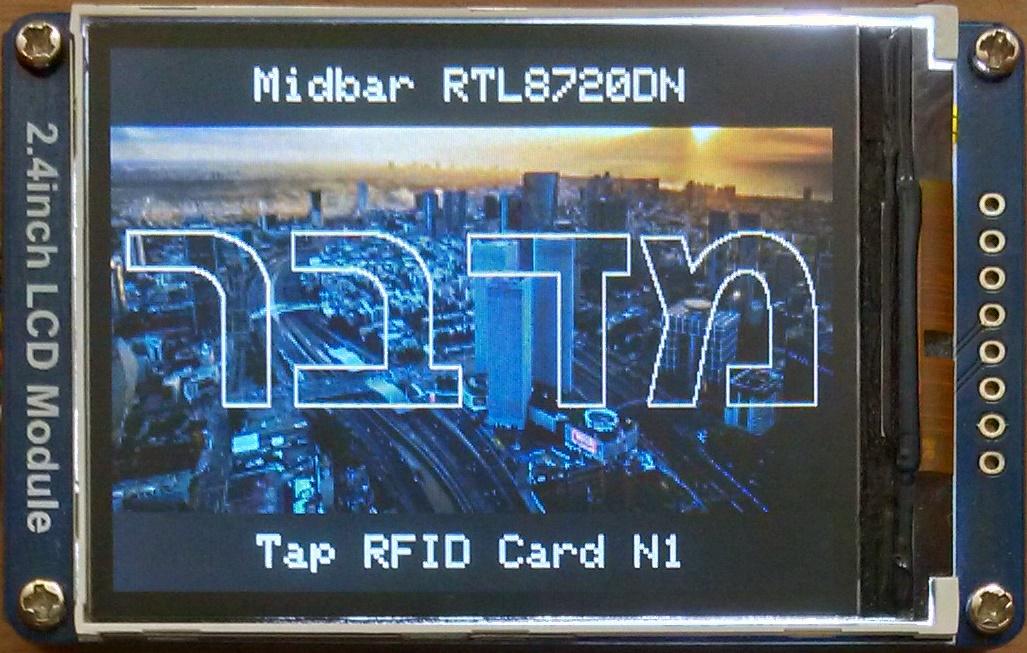 Midbar RTL8720DN
מדבר
Tap RFID Card N1
2.4inch LCD Module